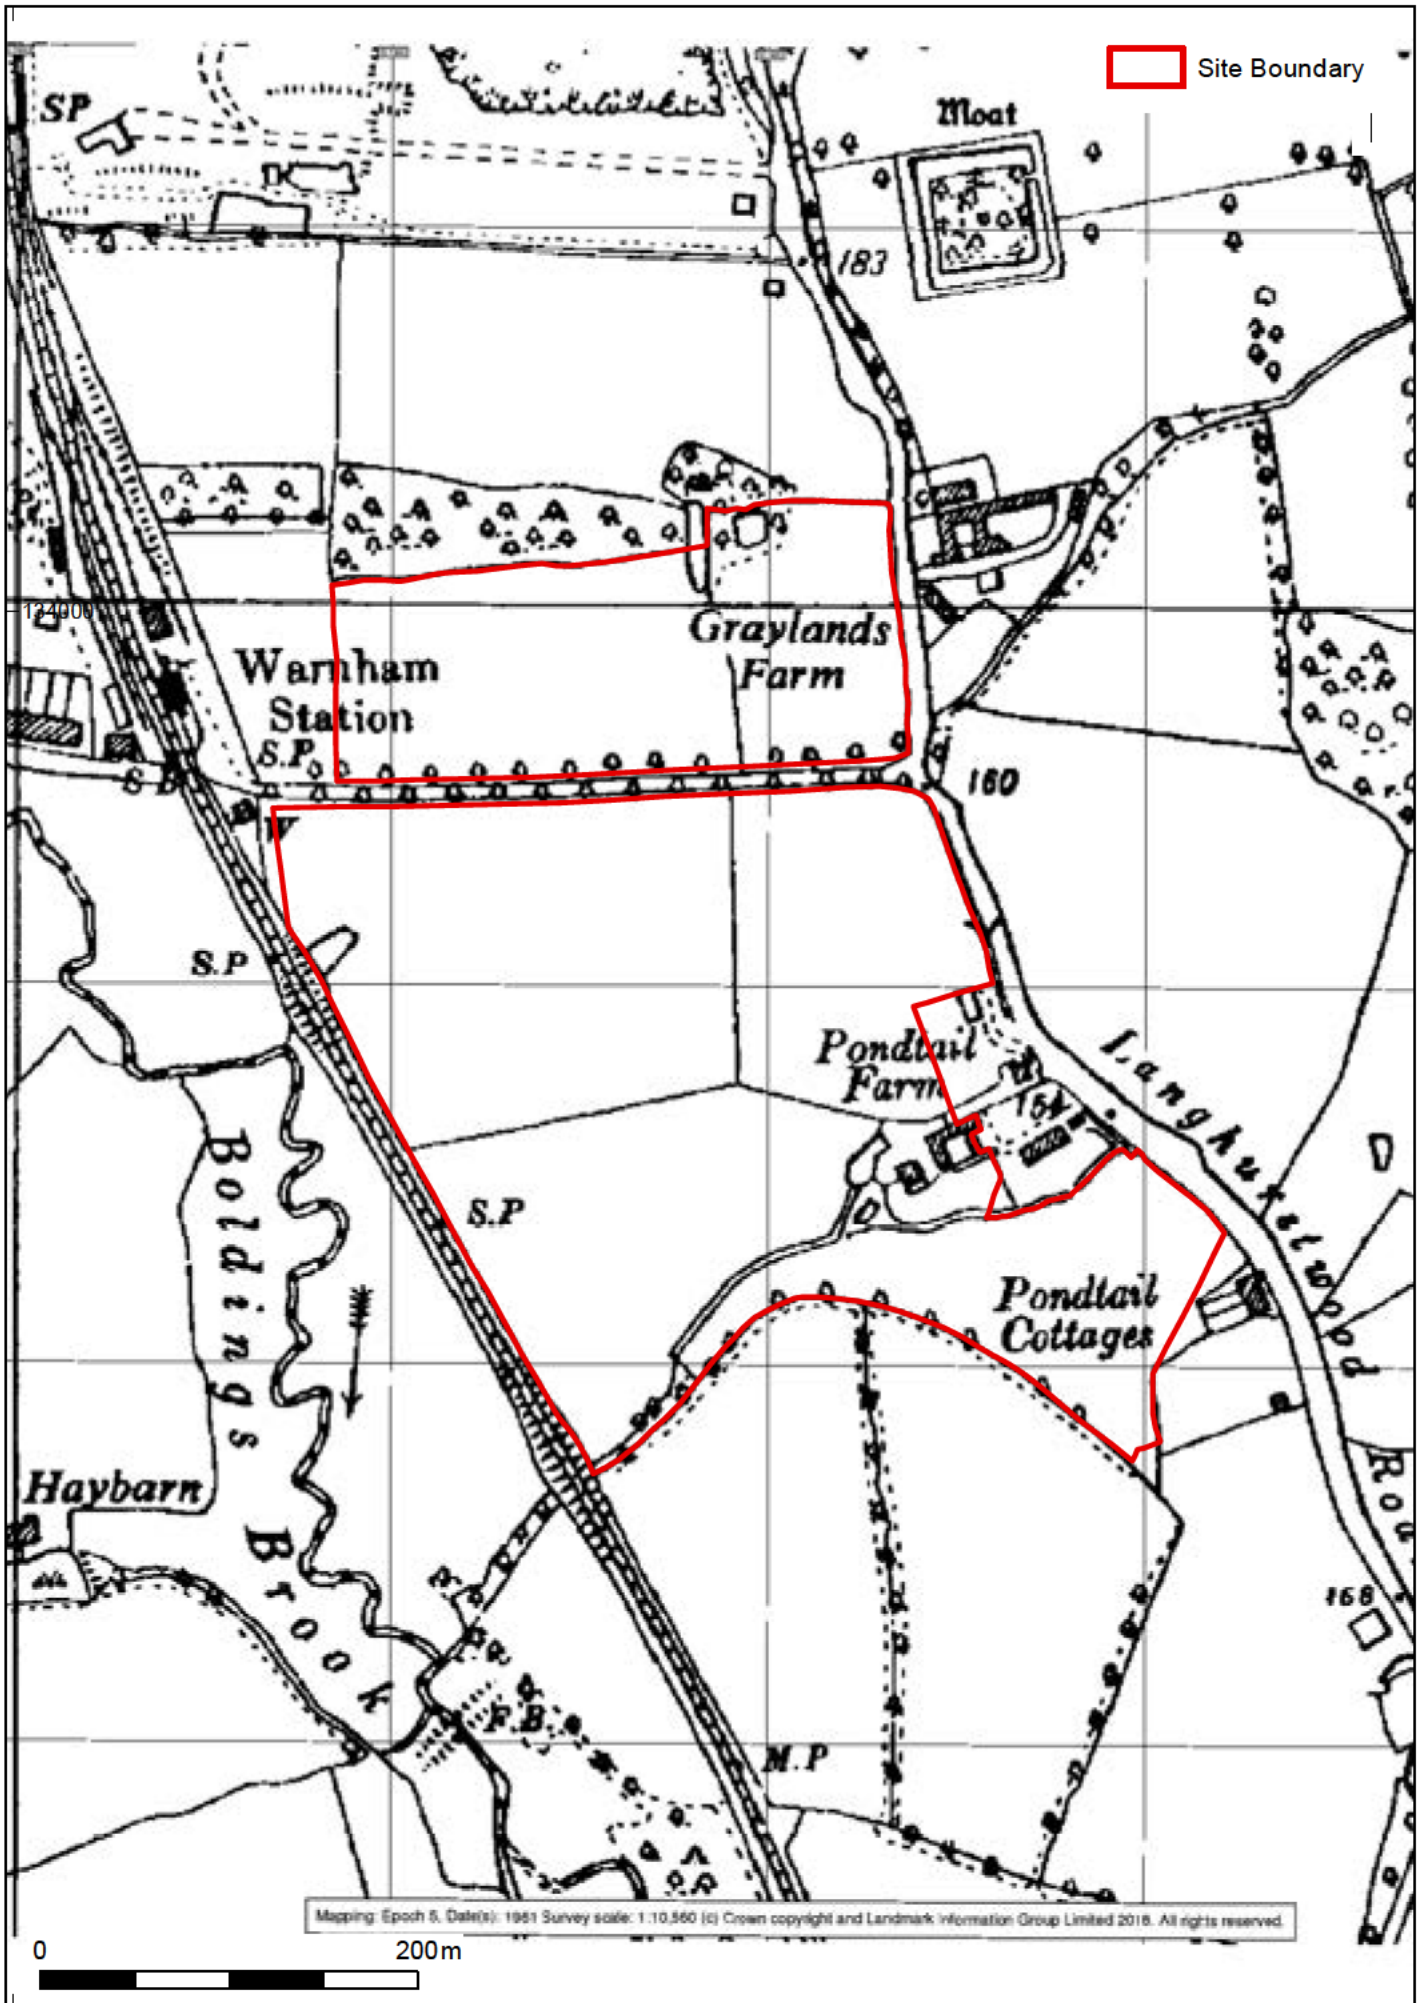 Site Boundary
SP
Moat
183
134000
Graylands
Farm
Warnham
Station
S.P
S B
W
160
S.P
Pondtail
Farm
154
Langhurstwood
Boldings
S.P
Pondtail
Cottages
Haybarn
Brook
168
F.B.
M.P
Mapping: Epoch 5, Date(s): 1961 Survey scale: 1:10,560 (c) Crown copyright and Landmark Information Group Limited 2018. All rights reserved.
0 200m